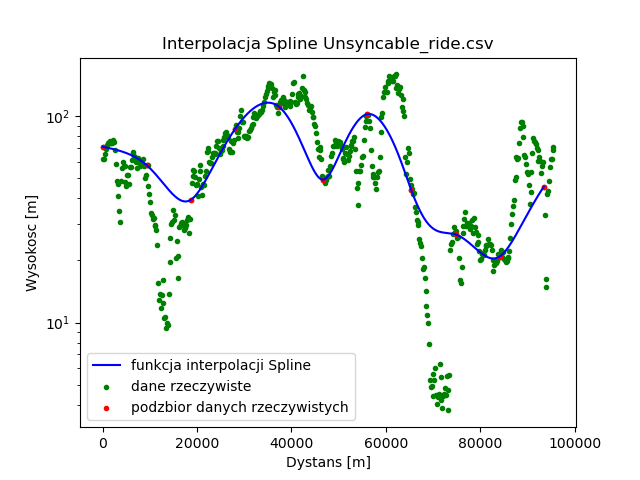 Interpolacja Spline Unsyncable_ride.csv
Wysokosc [m]
10²
10¹
funkcja interpolacji Spline
dane rzeczywiste
podzbior danych rzeczywistych
0 20000 40000 60000 80000 100000
Dystans [m]